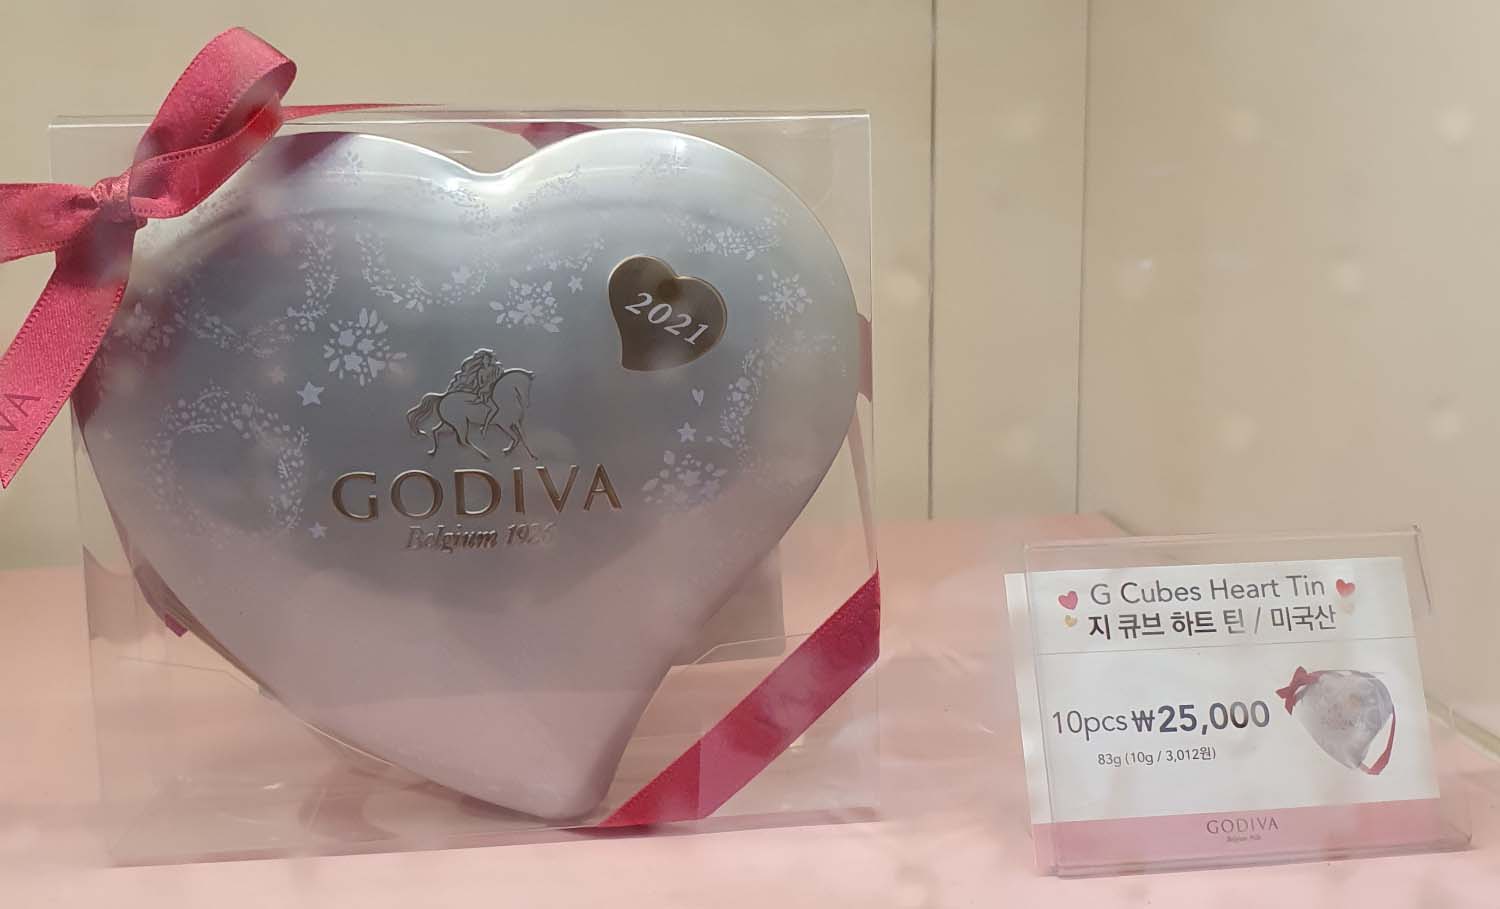 2021
GODIVA
Belgium 1926
G Cubes Heart Tin
지 큐브 하트 틴 / 미국산
10pcs ₩25,000
83g (10g / 3,012원)
GODIVA